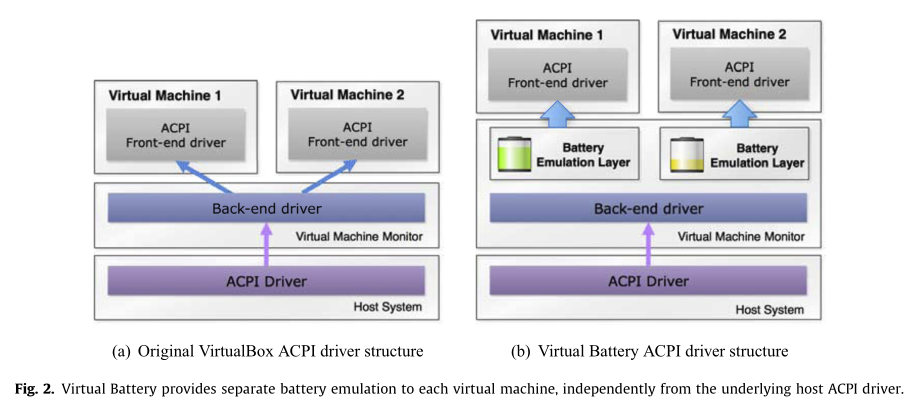 Virtual Machine 1
ACPI
Front-end driver
Virtual Machine 2
ACPI
Front-end driver
Back-end driver
Virtual Machine Monitor
ACPI Driver
Host System
(a) Original VirtualBox ACPI driver structure
Virtual Machine 1
ACPI
Front-end driver
Virtual Machine 2
ACPI
Front-end driver
Battery
Emulation Layer
Battery
Emulation Layer
Back-end driver
Virtual Machine Monitor
ACPI Driver
Host System
(b) Virtual Battery ACPI driver structure
Fig. 2. Virtual Battery provides separate battery emulation to each virtual machine, independently from the underlying host ACPI driver.